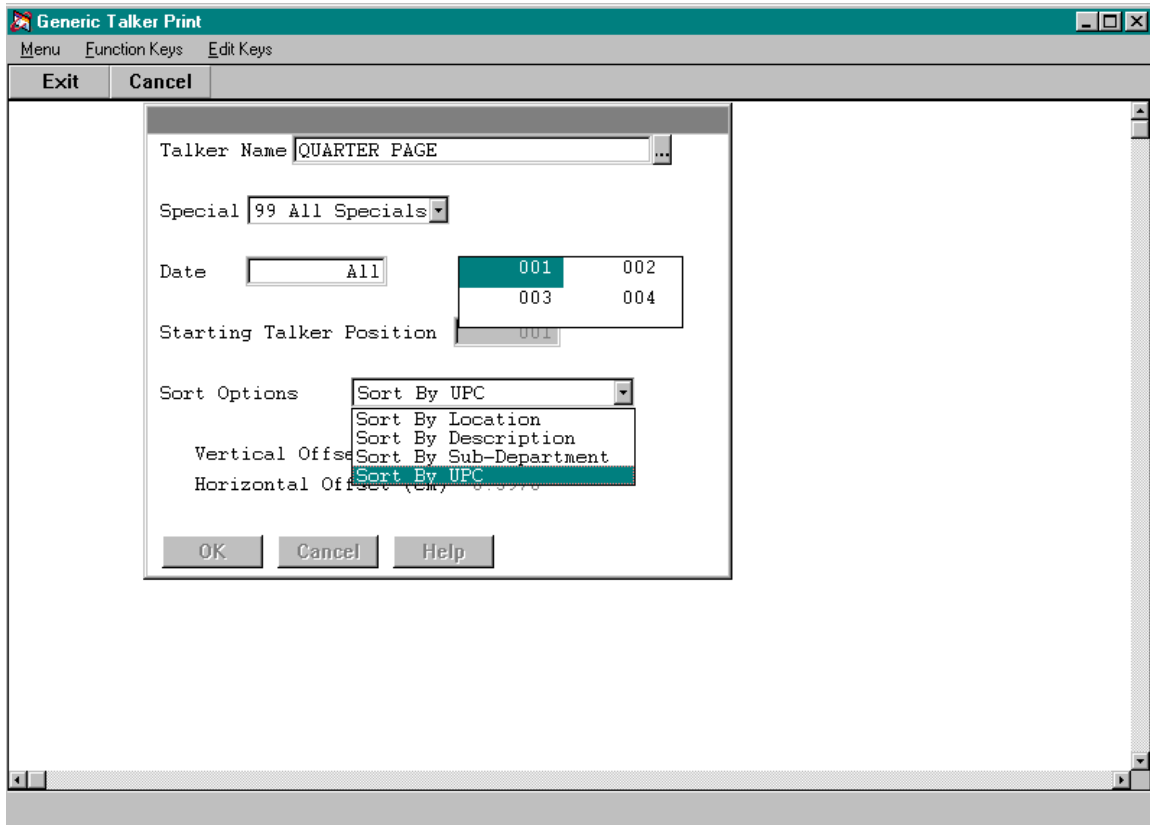 Generic Talker Print
Menu Function Keys Edit Keys
Exit Cancel
Talker Name QUARTER PAGE ...
Special 99 All Specials
Date All 001 002
003 004
Starting Talker Position 001
Sort Options Sort By UPC
Sort By Location
Sort By Description
Vertical Offse Sort By Sub-Department
Sort By UPC
Horizontal Offset (cm)
OK Cancel Help